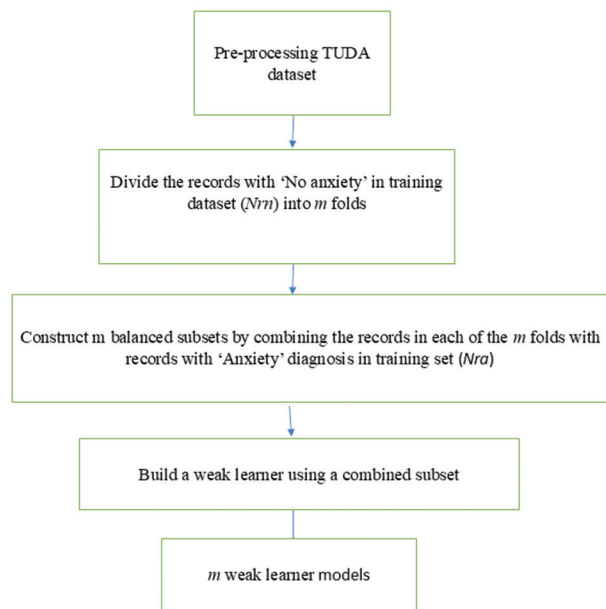 Pre-processing TUDA
dataset
Divide the records with ‘No anxiety’ in training
dataset (Nrn) into m folds
Construct m balanced subsets by combining the records in each of the m folds with
records with ‘Anxiety’ diagnosis in training set (Nra)
Build a weak learner using a combined subset
m weak learner models